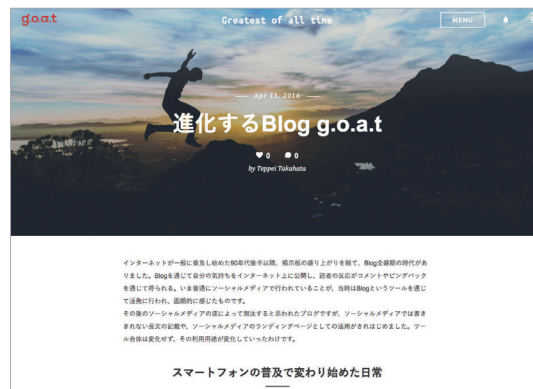 g.o.a.t
Greatest of all time
MENU
Apr 11, 2016
進化するBlog g.o.a.t
0 0
by Teppei Takahata
インターネットが一般に普及し始めた90年代後半以降、掲示板の盛り上がりを経て、Blog全盛期の時代があ
りました。Blogを通じて自分の気持ちをインターネット上に公開し、読者の反応がコメントやピングバック
を通じて得られる。いま普通にソーシャルメディアで行われていることが、当時はBlogというツールを通じ
て活発に行われ、画期的に感じたものです。
その後のソーシャルメディアの波によって淘汰すると思われたブログですが、ソーシャルメディアでは書き
きれない長文の記載や、ソーシャルメディアのランディングページとしての活用がされはじめました。ツー
ル自体は変化せず、その利用用途が変化していったわけです。
スマートフォンの普及で変わり始めた日常